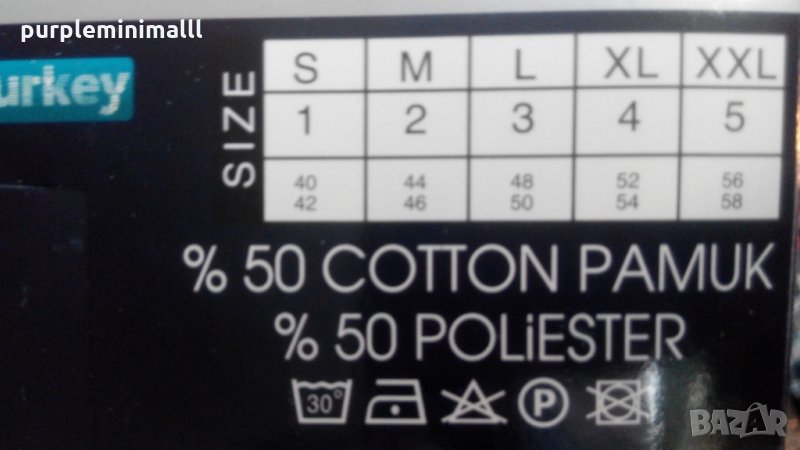 purpleminimalll
urkey
SIZE
S M L XL XXL
1 2 3 4 5
40 44 48 52 56
42 46 50 54 58
% 50 COTTON PAMUK
% 50 POLiESTER
30° P
BAZAR